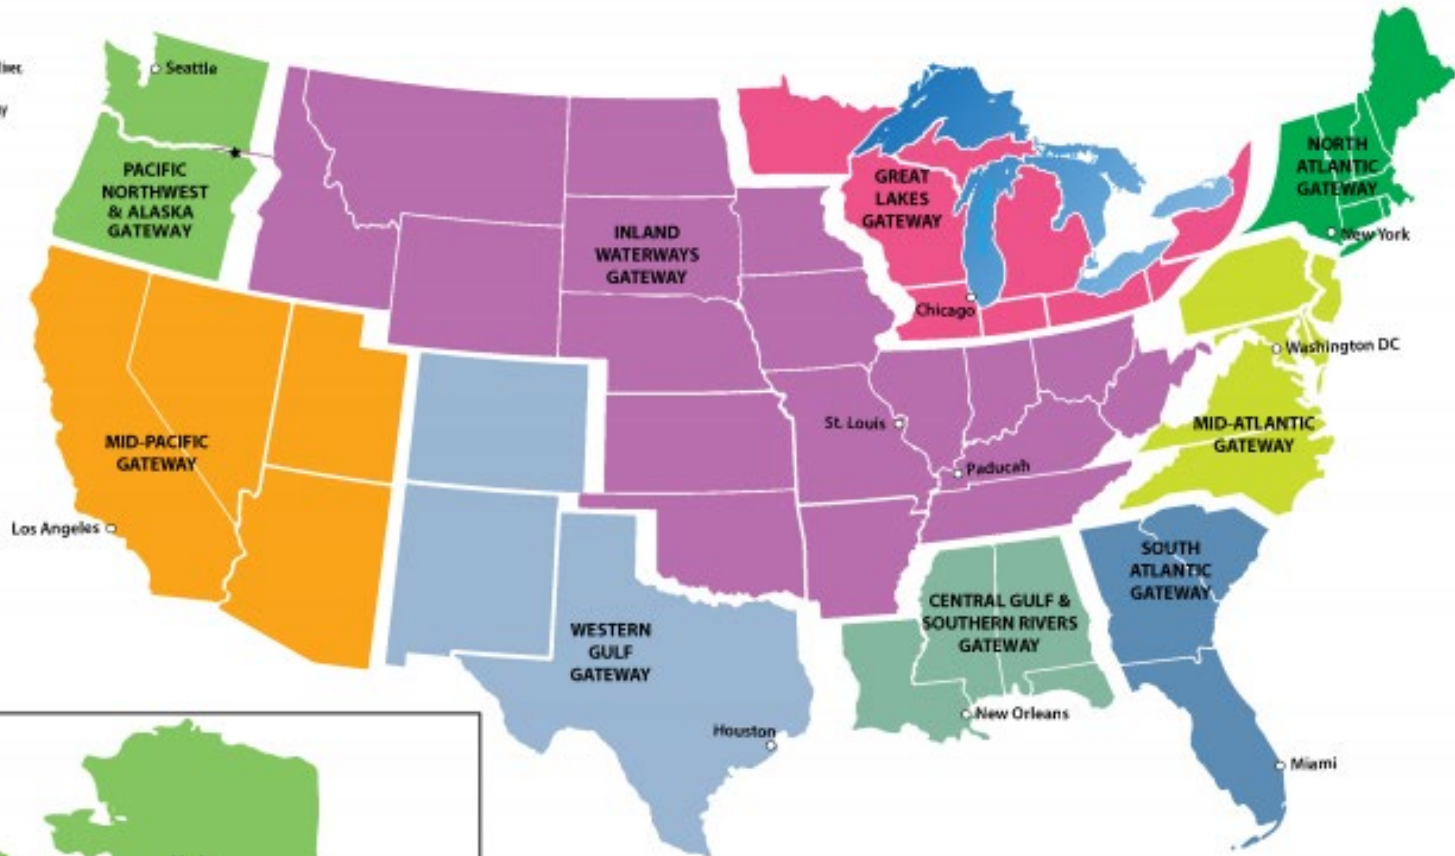 Seattle
PACIFIC
NORTHWEST
& ALASKA
GATEWAY
INLAND
WATERWAYS
GATEWAY
GREAT
LAKES
GATEWAY
NORTH
ATLANTIC
GATEWAY
New York
Chicago
Washington DC
MID-PACIFIC
GATEWAY
St. Louis
Paducah
MID-ATLANTIC
GATEWAY
Los Angeles
SOUTH
ATLANTIC
GATEWAY
CENTRAL GULF &
SOUTHERN RIVERS
GATEWAY
WESTERN
GULF
GATEWAY
New Orleans
Houston
Miami